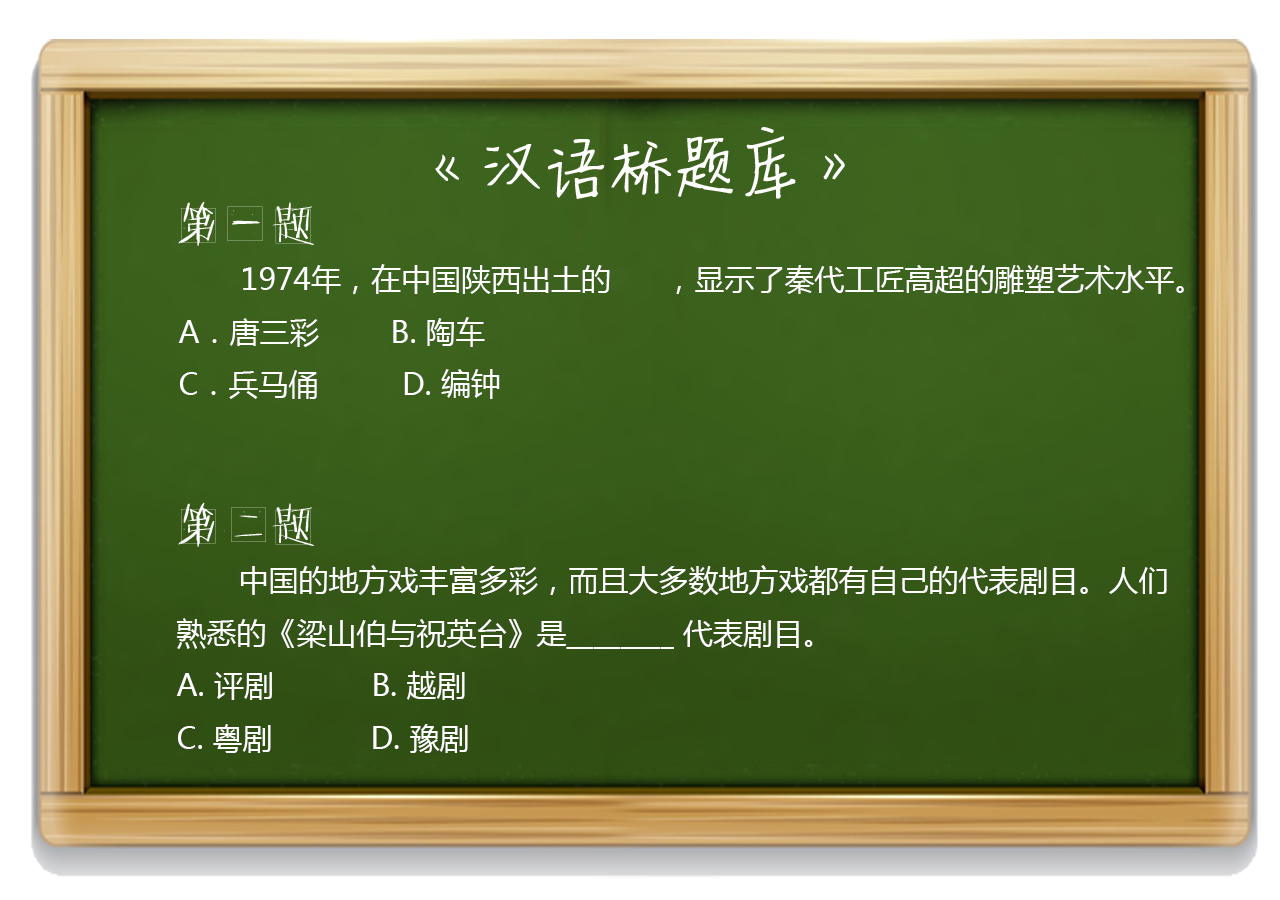 《汉语桥题库》
第一题
1974年，在中国陕西出土的      ，显示了秦代工匠高超的雕塑艺术水平。
A．唐三彩      B. 陶车
C．兵马俑      D. 编钟
第二题
中国的地方戏丰富多彩，而且大多数地方戏都有自己的代表剧目。人们
熟悉的《梁山伯与祝英台》是________ 代表剧目。
A. 评剧      B. 越剧
C. 粤剧      D. 豫剧